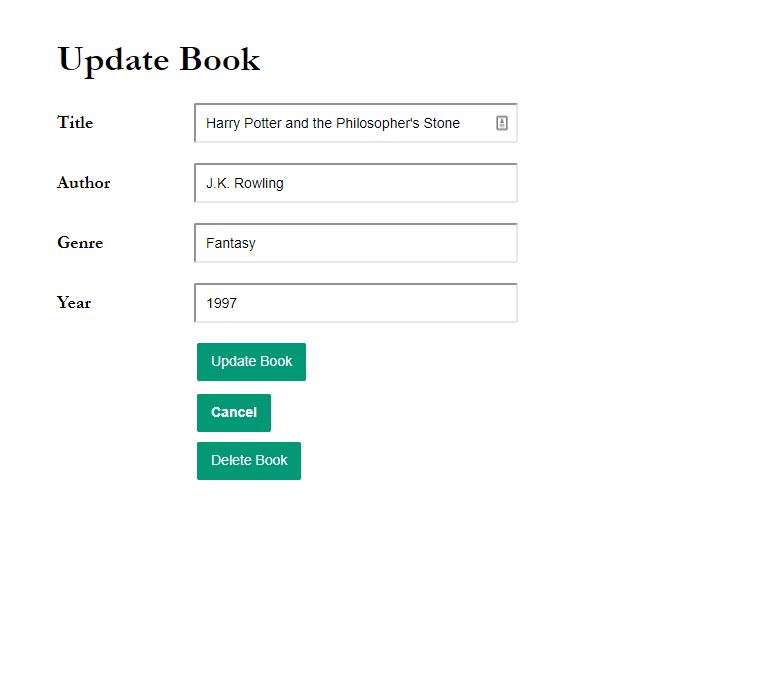 Update Book
Title
Harry Potter and the Philosopher's Stone
Author
J.K. Rowling
Genre
Fantasy
Year
1997
Update Book
Cancel
Delete Book